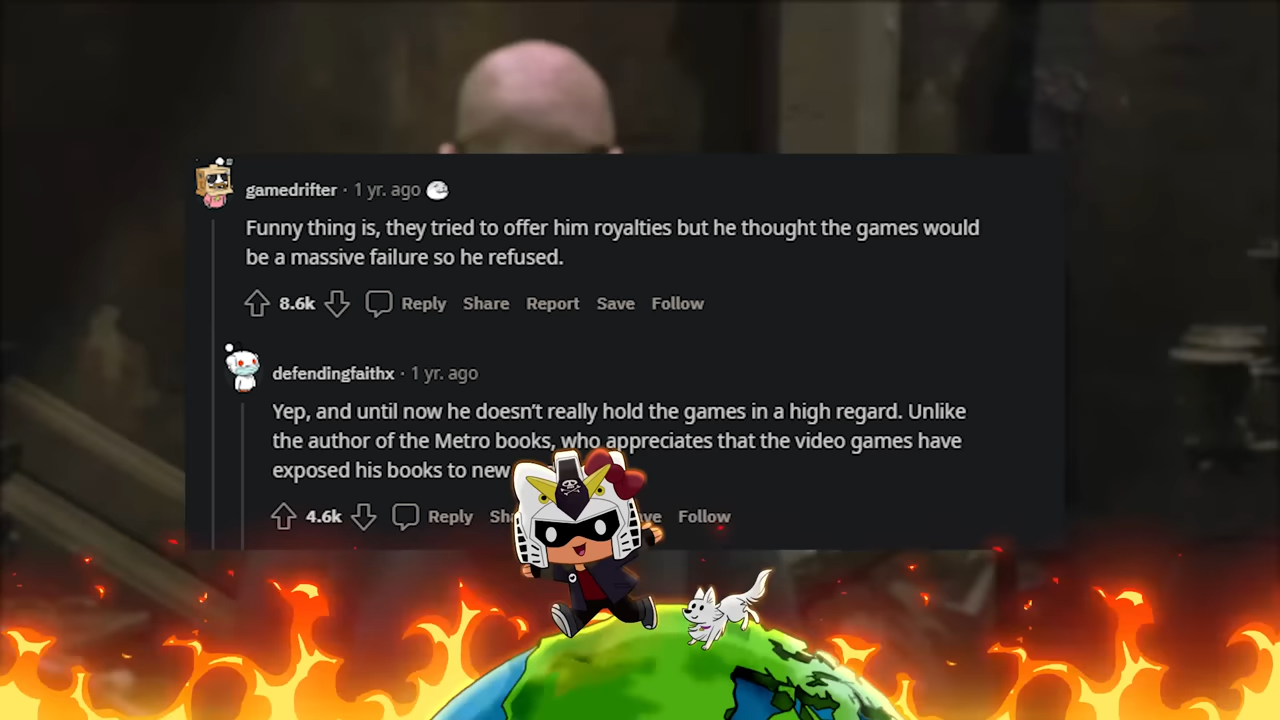 gamedrifter · 1 yr. ago
Funny thing is, they tried to offer him royalties but he thought the games would
be a massive failure so he refused.
8.6k Reply Share Report Save Follow
defendingfaithx · 1 yr. ago
Yep, and until now he doesn't really hold the games in a high regard. Unlike
the author of the Metro books, who appreciates that the video games have
exposed his books to new
4.6k Reply Follow